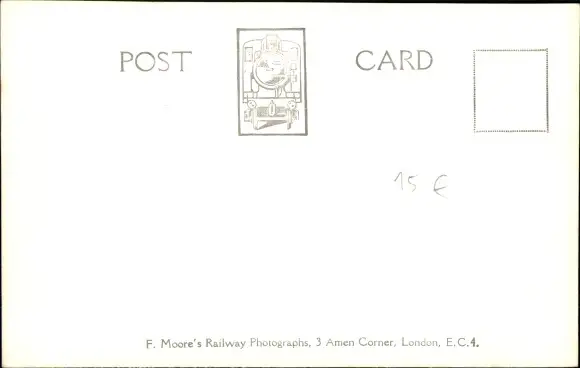 POST CARD
15 €
F. Moore's Railway Photographs, 3 Amen Corner, London, E.C.4.